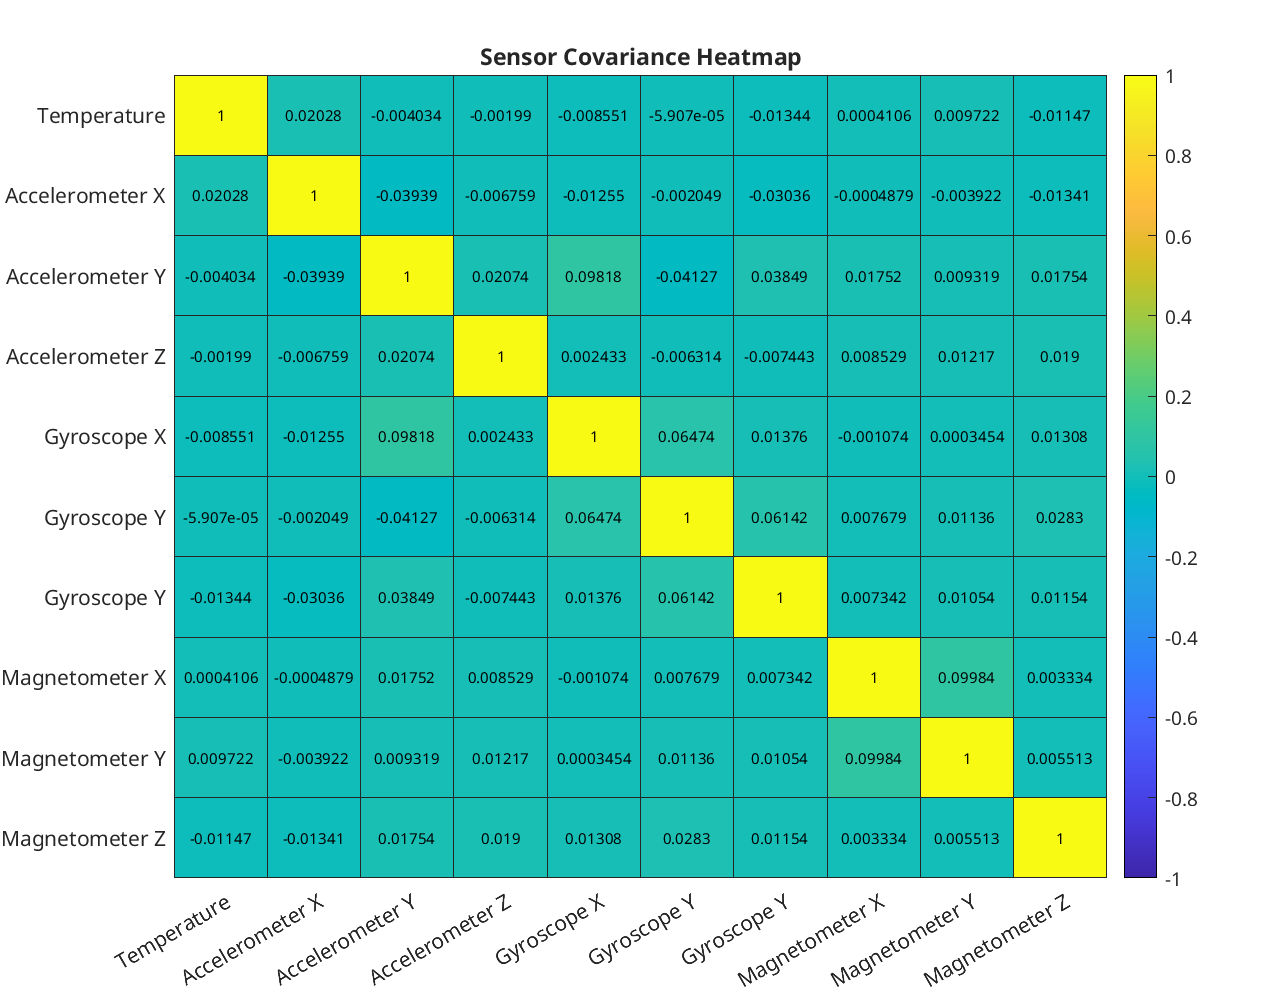 Sensor Covariance Heatmap
Temperature 1 0.02028 -0.004034 -0.00199 -0.008551 -5.907e-05 -0.01344 0.0004106 0.009722 -0.01147
Accelerometer X 0.02028 1 -0.03939 -0.006759 -0.01255 -0.002049 -0.03036 -0.0004879 -0.003922 -0.01341
Accelerometer Y -0.004034 -0.03939 1 0.02074 0.09818 -0.04127 0.03849 0.01752 0.009319 0.01754
Accelerometer Z -0.00199 -0.006759 0.02074 1 0.002433 -0.006314 -0.007443 0.008529 0.01217 0.019
Gyroscope X -0.008551 -0.01255 0.09818 0.002433 1 0.06474 0.01376 -0.001074 0.0003454 0.01308
Gyroscope Y -5.907e-05 -0.002049 -0.04127 -0.006314 0.06474 1 0.06142 0.007679 0.01136 0.0283
Gyroscope Y -0.01344 -0.03036 0.03849 -0.007443 0.01376 0.06142 1 0.007342 0.01054 0.01154
Magnetometer X 0.0004106 -0.0004879 0.01752 0.008529 -0.001074 0.007679 0.007342 1 0.09984 0.003334
Magnetometer Y 0.009722 -0.003922 0.009319 0.01217 0.0003454 0.01136 0.01054 0.09984 1 0.005513
Magnetometer Z -0.01147 -0.01341 0.01754 0.019 0.01308 0.0283 0.01154 0.003334 0.005513 1
Temperature
Accelerometer X
Accelerometer Y
Accelerometer Z
Gyroscope X
Gyroscope Y
Gyroscope Y
Magnetometer X
Magnetometer Y
Magnetometer Z
1
0.8
0.6
0.4
0.2
0
-0.2
-0.4
-0.6
-0.8
-1